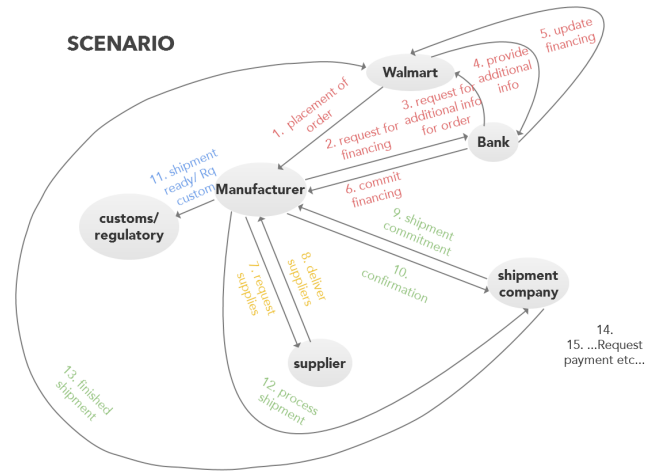 SCENARIO
5. update
financing
Walmart
4. provide
additional
info
1. placement of
order
3. request for
additional info
for order
2. request for
financing
Bank
11. shipment
ready/ Rq
custom
Manufacturer
6. commit
financing
customs/
regulatory
9. shipment
commitment
10.
confirmation
7. request
supplies
8. deliver
suppliers
shipment
company
supplier
14.
15. ...Request
payment etc...
13. finished
shipment
12. process
shipment